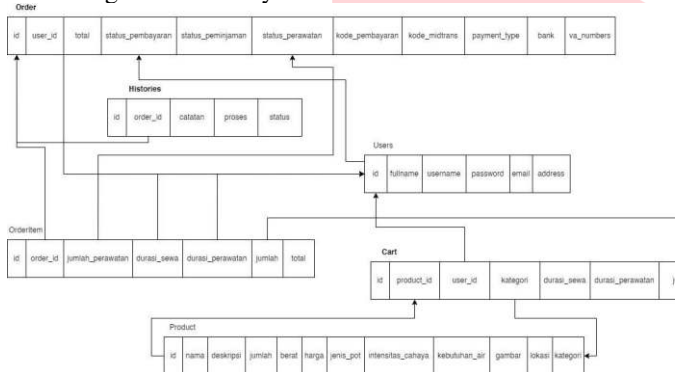 Order
id user_id total status_pembayaran status_peminjaman status_perawatan kode_pembayaran kode_midtrans payment_type bank va_numbers
Histories
id order_id catatan proses status
Users
id fullname username password email address
OrderItem
id order_id jumlah_perawatan durasi_sewa durasi_perawatan jumlah total
Cart
id product_id user_id kategori durasi_sewa durasi_perawatan
Product
id nama deskripsi jumlah berat harga jenis_pot intensitas_cahaya kebutuhan_air gambar lokasi kategori